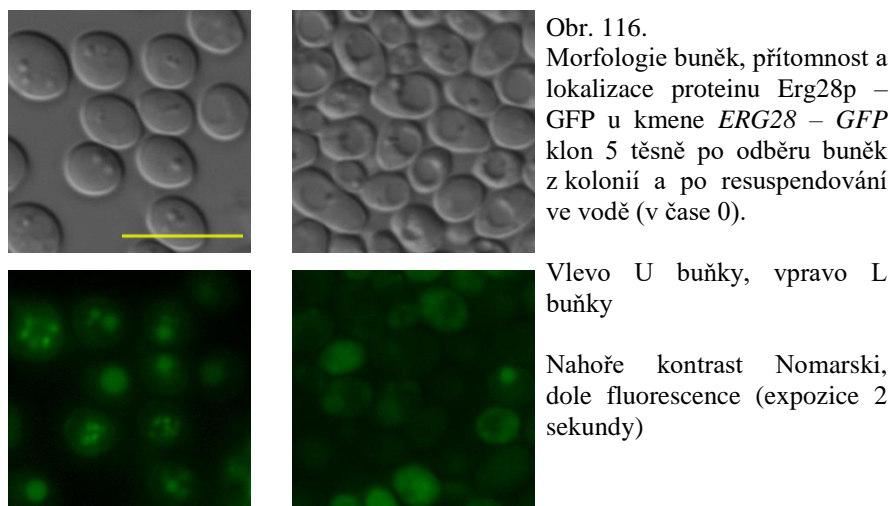 Obr. 116.
Morfologie buněk, přítomnost a
lokalizace proteinu Erg28p –
GFP u kmene ERG28 – GFP
klon 5 těsně po odběru buněk
z kolonií a po resuspendování
ve vodě (v čase 0).
Vlevo U buňky, vpravo L
buňky
Nahoře kontrast Nomarski,
dole fluorescence (expozice 2
sekundy)